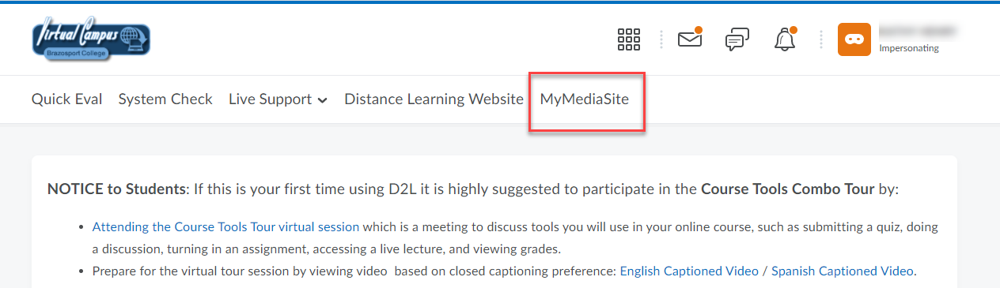 Virtual Campus
Brazosport College
Impersonating
Quick Eval System Check Live Support Distance Learning Website MyMediaSite
NOTICE to Students: If this is your first time using D2L it is highly suggested to participate in the Course Tools Combo Tour by:
• Attending the Course Tools Tour virtual session which is a meeting to discuss tools you will use in your online course, such as submitting a quiz, doing
a discussion, turning in an assignment, accessing a live lecture, and viewing grades.
• Prepare for the virtual tour session by viewing video based on closed captioning preference: English Captioned Video / Spanish Captioned Video.